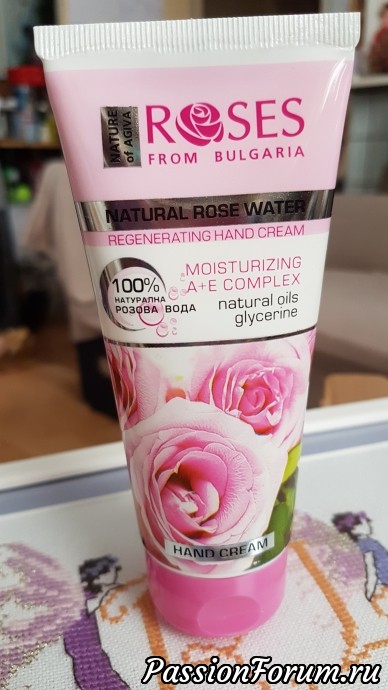 NATURE
of AGIVA
ROSES
FROM BULGARIA
NATURAL ROSE WATER
REGENERATING HAND CREAM
MOISTURIZING
A+E COMPLEX
natural oils
glycerine
100%
НАТУРАЛНА
РОЗОВА ВОДА
HAND CREAM
PassionForum.ru